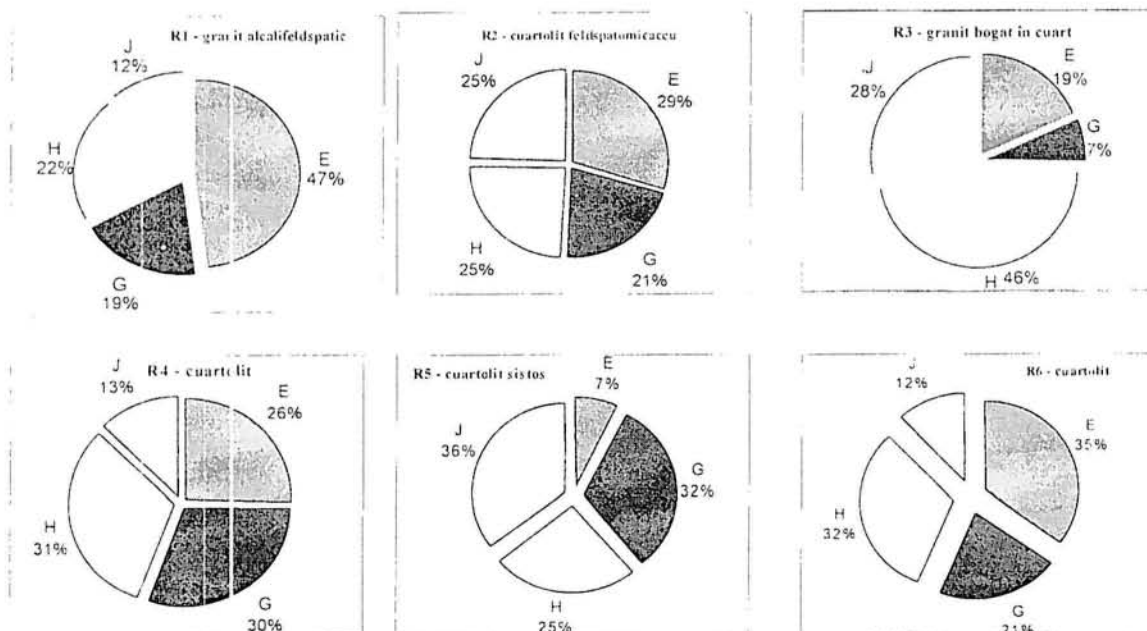 R1 - granit alcalifeldspatic
J
12%
H
22%
E
47%
G
19%
R2 - cuartolit feldspatomicaceu
J
25%
E
29%
H
25%
G
21%
R3 - granit bogat in cuart
J
28%
E
19%
G
7%
H 46%
R4 - cuartolit
J
13%
E
26%
H
31%
G
30%
R5 - cuartolit sistos
E
7%
J
36%
G
32%
H
25%
R6 - cuartolit
J
12%
E
35%
H
32%
G
21%